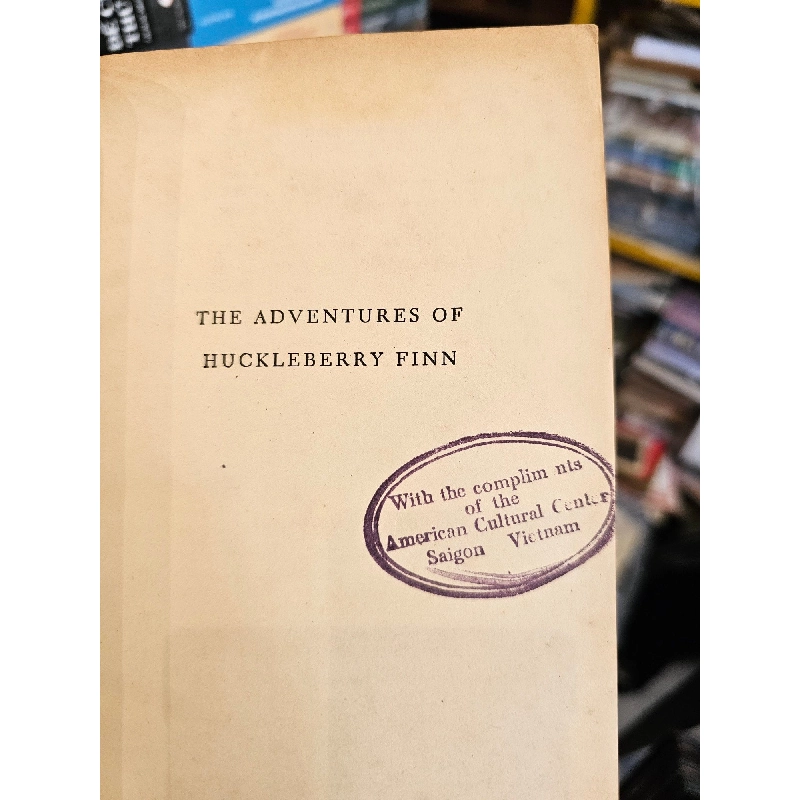 THE ADVENTURES OF
HUCKLEBERRY FINN
With the complim nts
of the
American Cultural Center
Saigon Vietnam